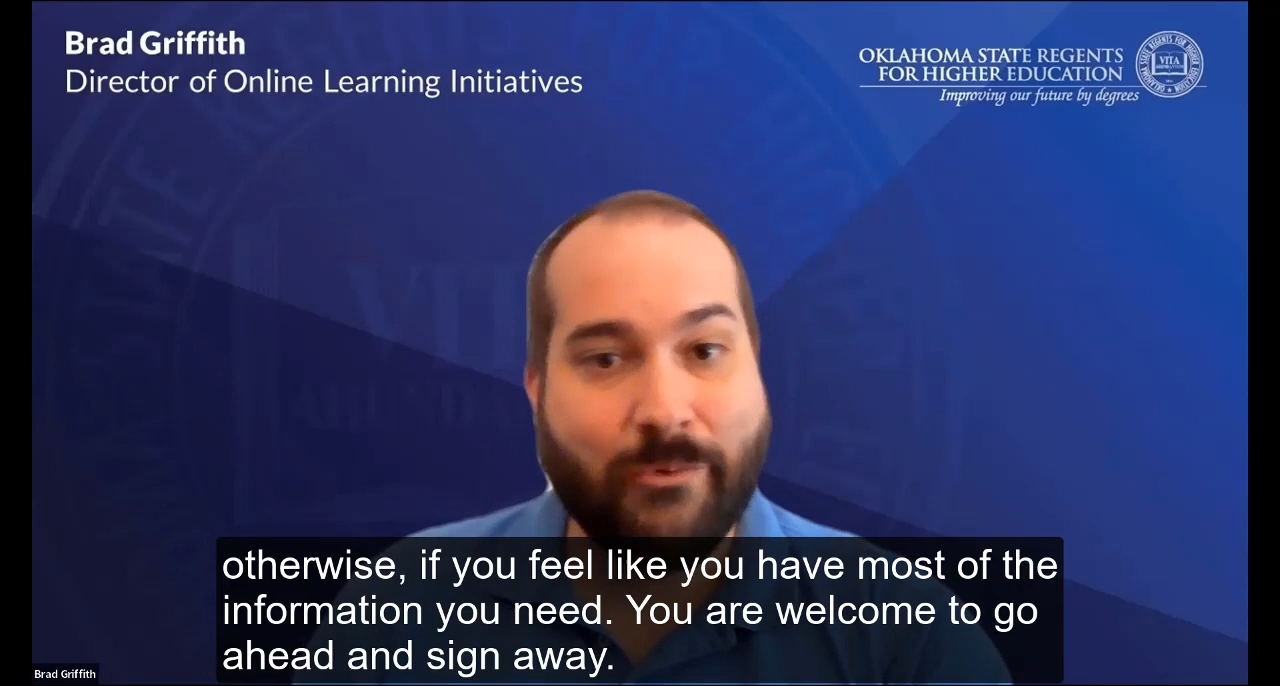 Brad Griffith
Director of Online Learning Initiatives
OKLAHOMA STATE REGENTS
FOR HIGHER EDUCATION
Improving our future by degrees
VITA
otherwise, if you feel like you have most of the
information you need. You are welcome to go
ahead and sign away.
Brad Griffith